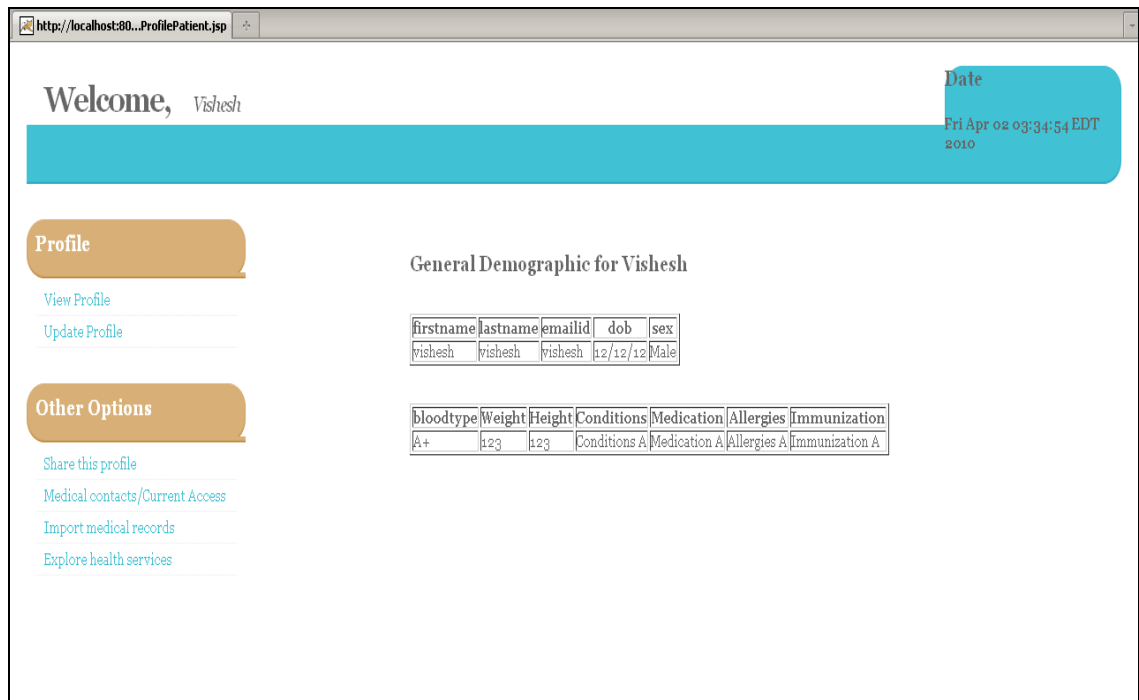 http://localhost:80...ProfilePatient.jsp
Welcome, Vishesh
Date
Fri Apr 02 03:34:54 EDT
2010
Profile
View Profile
Update Profile
Other Options
Share this profile
Medical contacts/Current Access
Import medical records
Explore health services
General Demographic for Vishesh
firstname lastname emailid dob sex
vishesh vishesh vishesh 12/12/12 Male
bloodtype Weight Height Conditions Medication Allergies Immunization
A+ 123 123 Conditions A Medication A Allergies A Immunization A